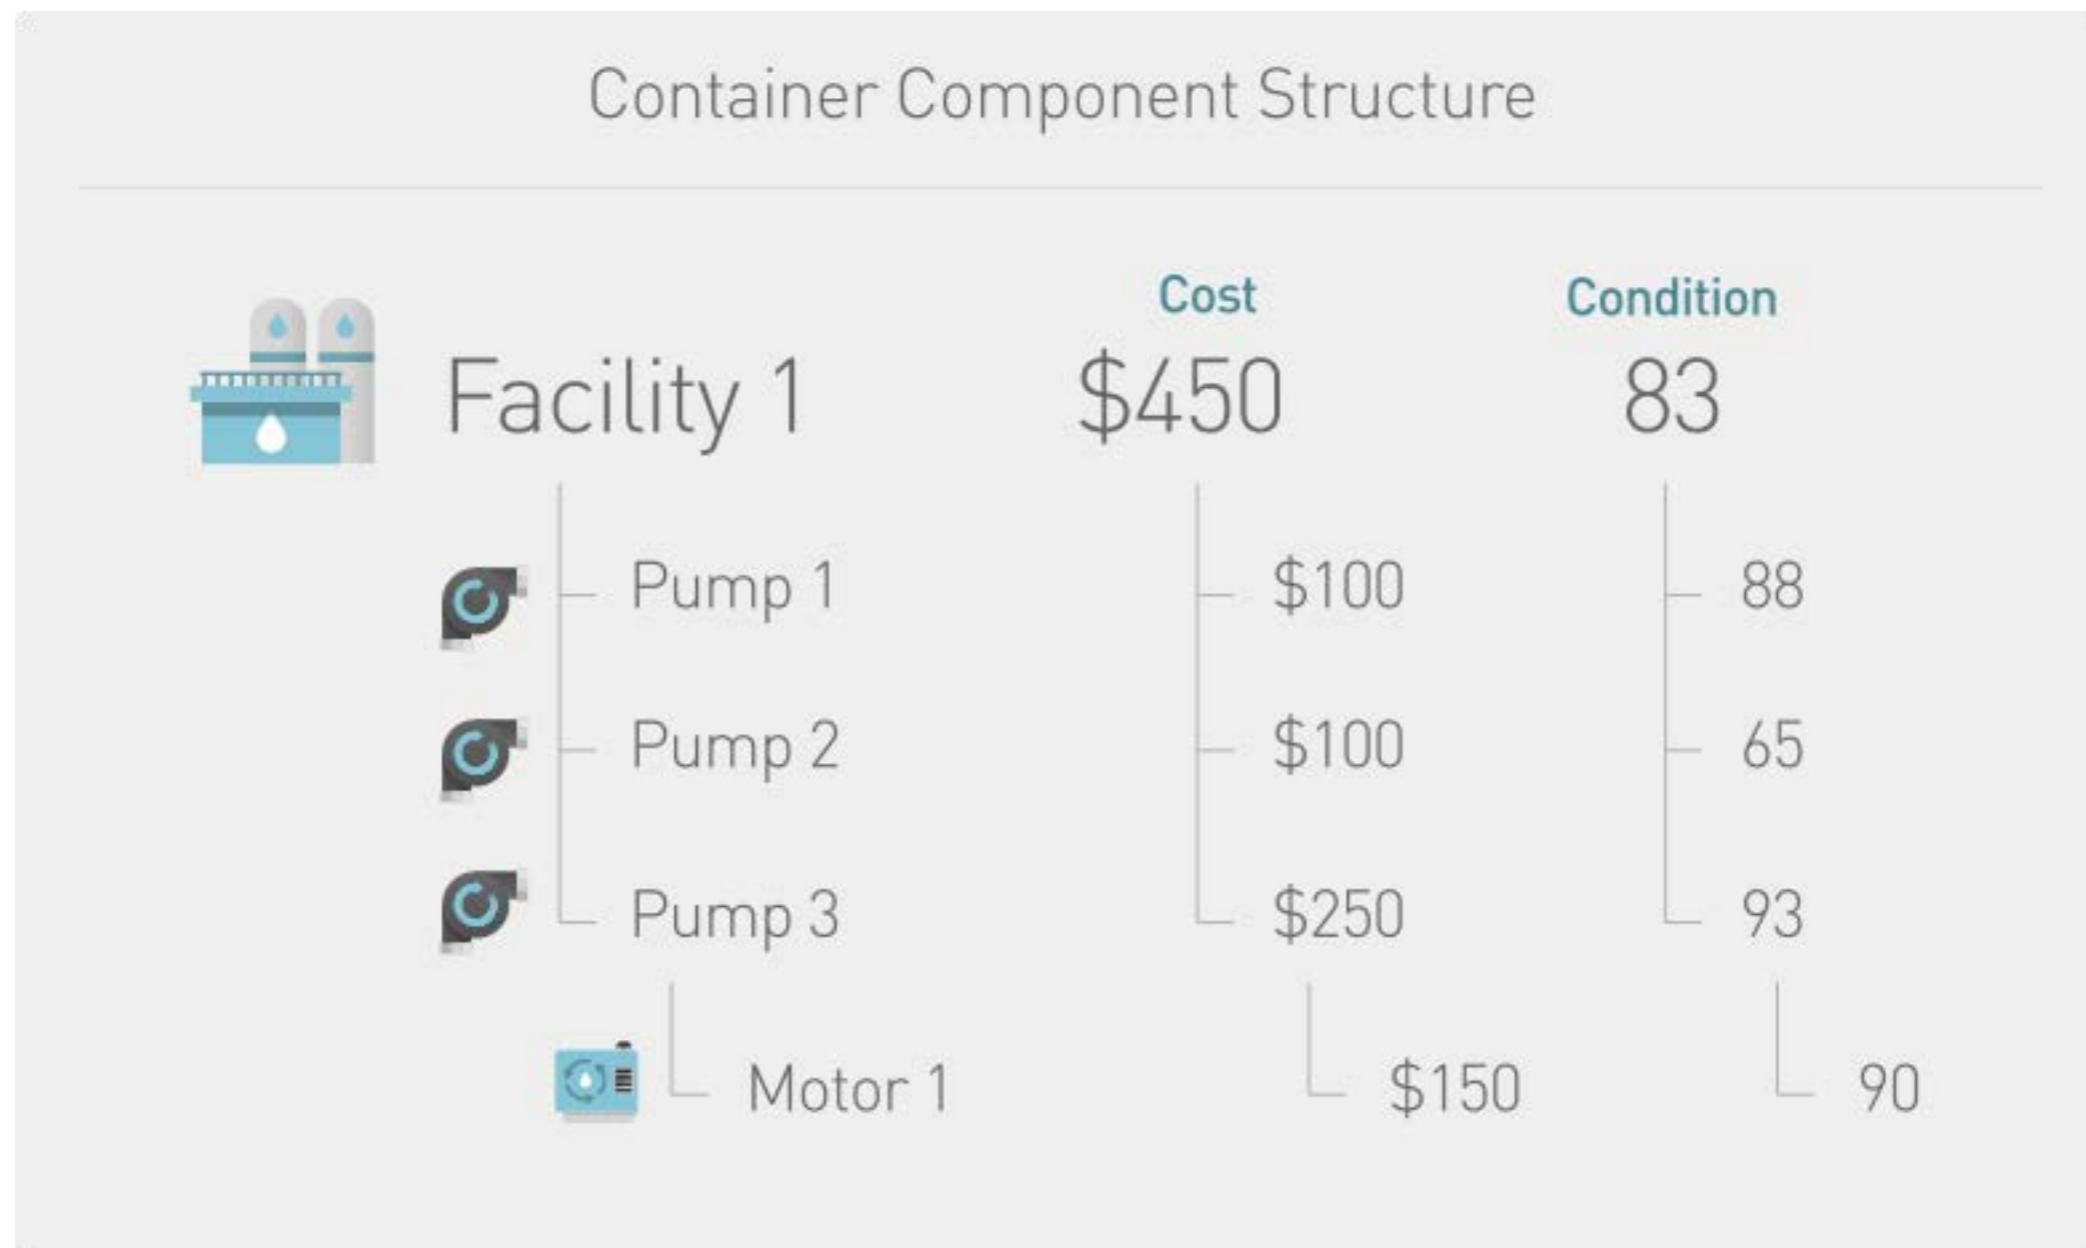 Container Component Structure
Cost Condition
Facility 1 $450 83
Pump 1 $100 88
Pump 2 $100 65
Pump 3 $250 93
Motor 1 $150 90